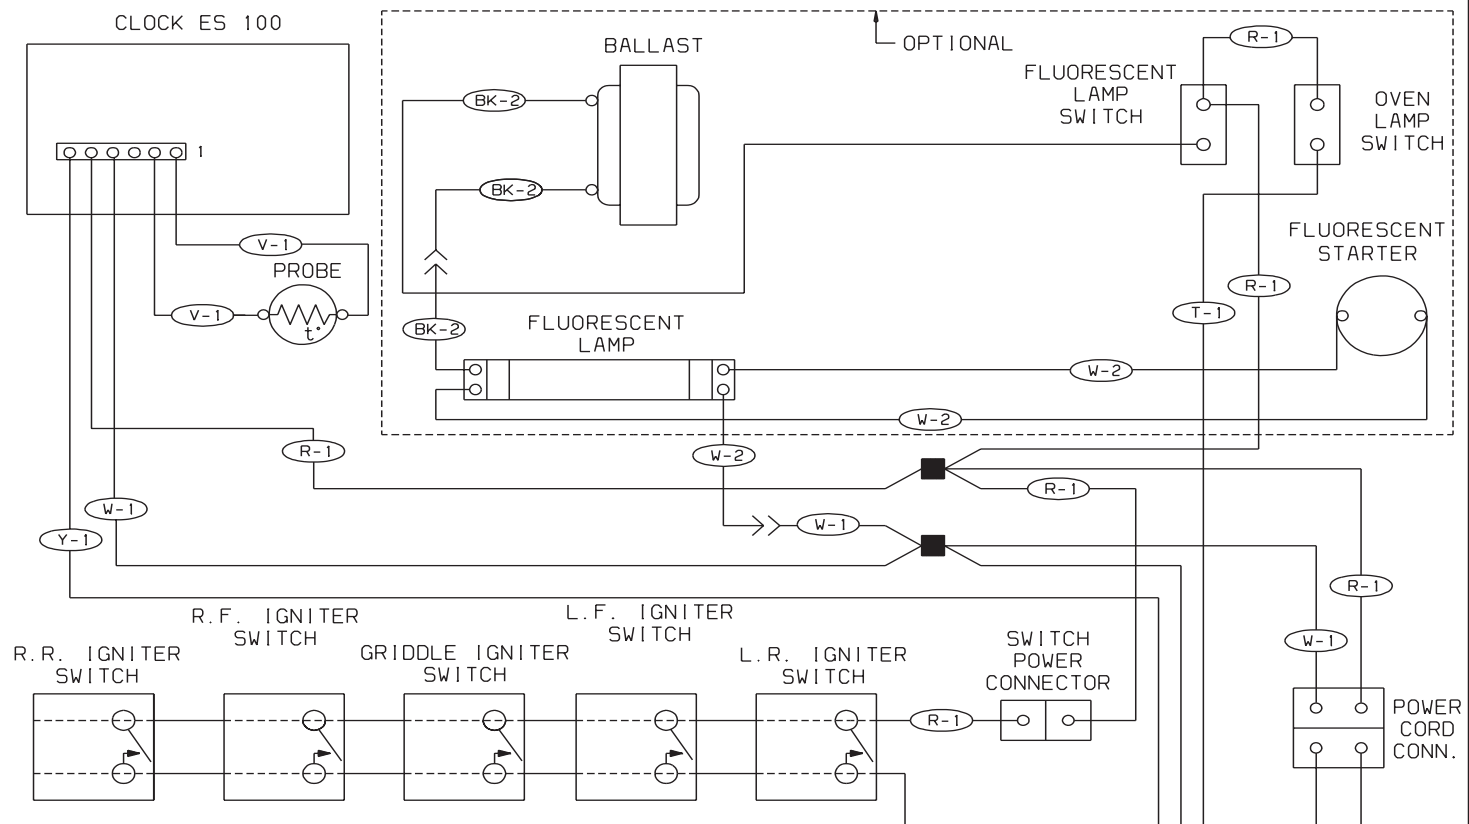 CLOCK ES 100
1
V-1
PROBE
V-1
t°
BALLAST
OPTIONAL
BK-2
BK-2
BK-2
FLUORESCENT
LAMP
SWITCH
R-1
OVEN
LAMP
SWITCH
FLUORESCENT
STARTER
R-1
T-1
FLUORESCENT
LAMP
W-2
W-2
W-2
R-1
R-1
W-1
W-1
Y-1
R-1
W-1
R.R. IGNITER
SWITCH
R.F. IGNITER
SWITCH
GRIDDLE IGNITER
SWITCH
L.F. IGNITER
SWITCH
L.R. IGNITER
SWITCH
R-1
SWITCH
POWER
CONNECTOR
POWER
CORD
CONN.